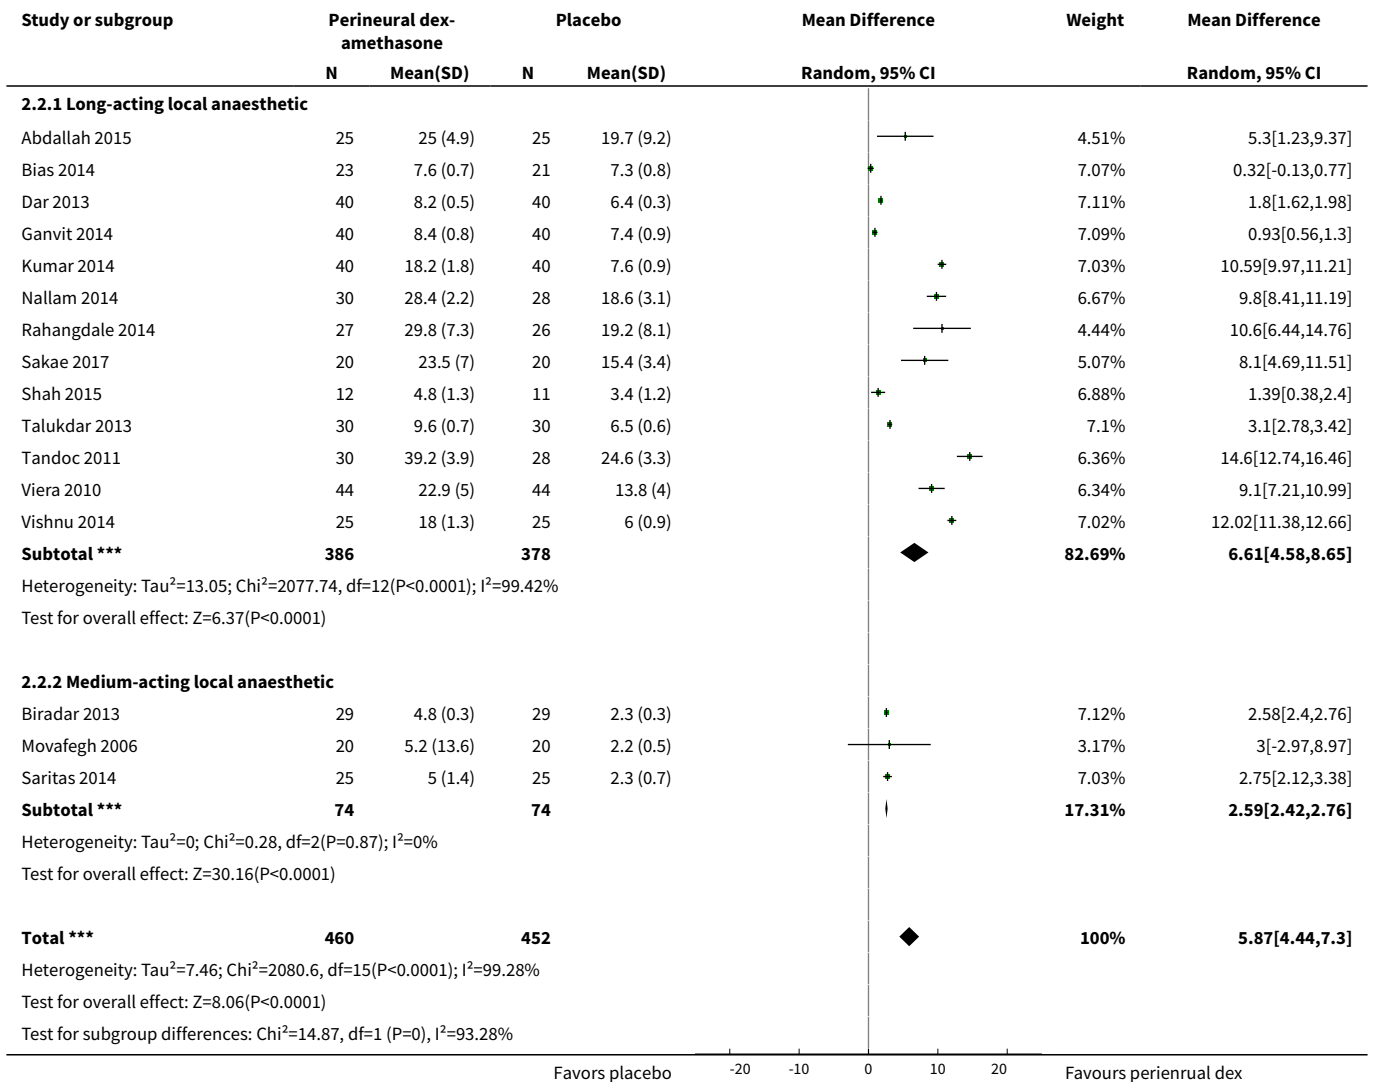 Study or subgroup Perineural dex- Placebo Mean Difference Weight Mean Difference
amethasone
N Mean(SD) N Mean(SD) Random, 95% CI Random, 95% CI
2.2.1 Long-acting local anaesthetic
Abdallah 2015 25 25 (4.9) 25 19.7 (9.2) 4.51% 5.3[1.23,9.37]
Bias 2014 23 7.6 (0.7) 21 7.3 (0.8) 7.07% 0.32[-0.13,0.77]
Dar 2013 40 8.2 (0.5) 40 6.4 (0.3) 7.11% 1.8[1.62,1.98]
Ganvit 2014 40 8.4 (0.8) 40 7.4 (0.9) 7.09% 0.93[0.56,1.3]
Kumar 2014 40 18.2 (1.8) 40 7.6 (0.9) 7.03% 10.59[9.97,11.21]
Nallam 2014 30 28.4 (2.2) 28 18.6 (3.1) 6.67% 9.8[8.41,11.19]
Rahangdale 2014 27 29.8 (7.3) 26 19.2 (8.1) 4.44% 10.6[6.44,14.76]
Sakae 2017 20 23.5 (7) 20 15.4 (3.4) 5.07% 8.1[4.69,11.51]
Shah 2015 12 4.8 (1.3) 11 3.4 (1.2) 6.88% 1.39[0.38,2.4]
Talukdar 2013 30 9.6 (0.7) 30 6.5 (0.6) 7.1% 3.1[2.78,3.42]
Tandoc 2011 30 39.2 (3.9) 28 24.6 (3.3) 6.36% 14.6[12.74,16.46]
Viera 2010 44 22.9 (5) 44 13.8 (4) 6.34% 9.1[7.21,10.99]
Vishnu 2014 25 18 (1.3) 25 6 (0.9) 7.02% 12.02[11.38,12.66]
Subtotal *** 386 378 82.69% 6.61[4.58,8.65]
Heterogeneity: Tau²=13.05; Chi²=2077.74, df=12(P<0.0001); I²=99.42%
Test for overall effect: Z=6.37(P<0.0001)
2.2.2 Medium-acting local anaesthetic
Biradar 2013 29 4.8 (0.3) 29 2.3 (0.3) 7.12% 2.58[2.4,2.76]
Movafegh 2006 20 5.2 (13.6) 20 2.2 (0.5) 3.17% 3[-2.97,8.97]
Saritas 2014 25 5 (1.4) 25 2.3 (0.7) 7.03% 2.75[2.12,3.38]
Subtotal *** 74 74 17.31% 2.59[2.42,2.76]
Heterogeneity: Tau²=0; Chi²=0.28, df=2(P=0.87); I²=0%
Test for overall effect: Z=30.16(P<0.0001)
Total *** 460 452 100% 5.87[4.44,7.3]
Heterogeneity: Tau²=7.46; Chi²=2080.6, df=15(P<0.0001); I²=99.28%
Test for overall effect: Z=8.06(P<0.0001)
Test for subgroup differences: Chi²=14.87, df=1 (P=0), I²=93.28%
Favors placebo -20 -10 0 10 20 Favours perienrual dex